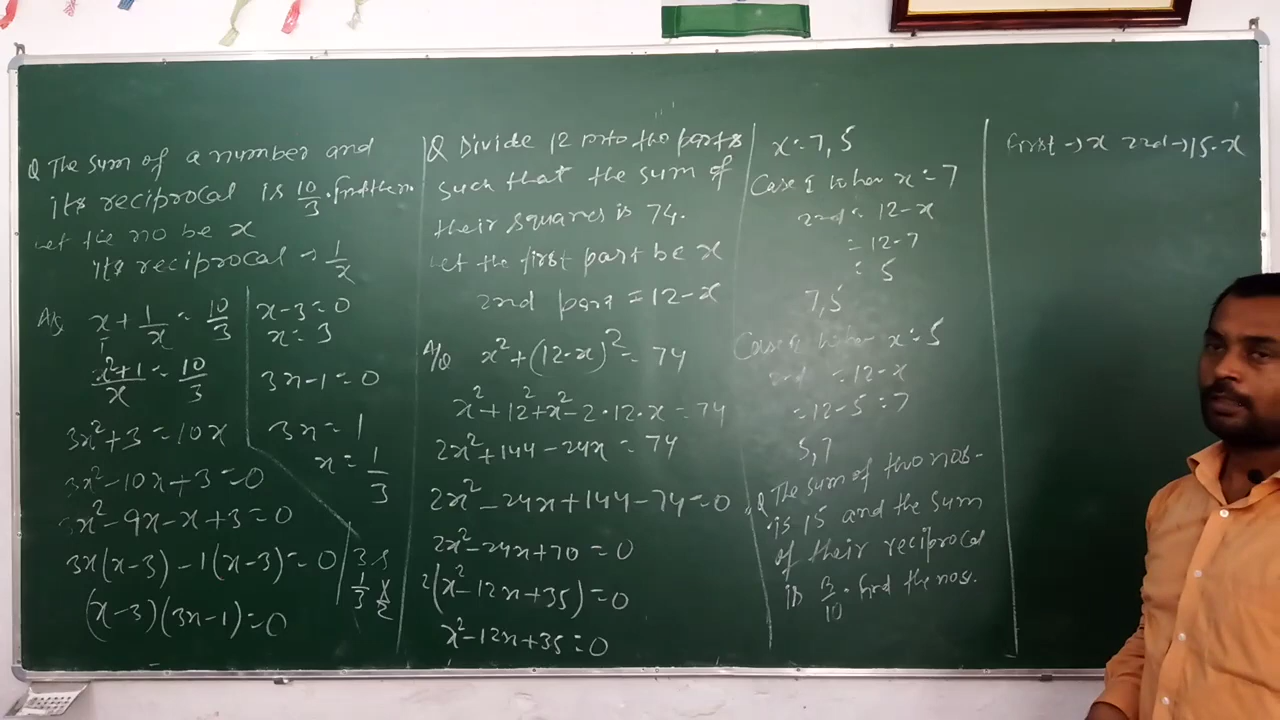 Q The sum of a number and
its reciprocal is 10/3. find the no.
Let the no be x
its reciprocal → 1/x
A/q x + 1/x = 10/3
x²+1/x = 10/3
3x²+3=10x
3x²-10x+3=0
3x²-9x-x+3=0
3x(x-3)-1(x-3)=0
(x-3)(3x-1)=0
x-3=0
x=3
3x-1=0
3x=1
x=1/3
Q Divide 12 into the parts
such that the sum of
their squares is 74.
Let the first part be x
2nd part = 12-x
A/Q x²+(12-x)²=74
x²+12²+x²-2·12·x=74
2x²+144-24x=74
2x²-24x+144-74=0
2x²-24x+70=0
2(x²-12x+35)=0
x²-12x+35=0
x=7,5
Case I when x=7
2nd = 12-x
= 12-7
= 5
7,5
Case II when x=5
2nd = 12-x
=12-5=7
5,7
Q The sum of two nos.
is 15 and the sum
of their reciprocal
is 3/10. find the nos.
first → x 2nd → 15-x